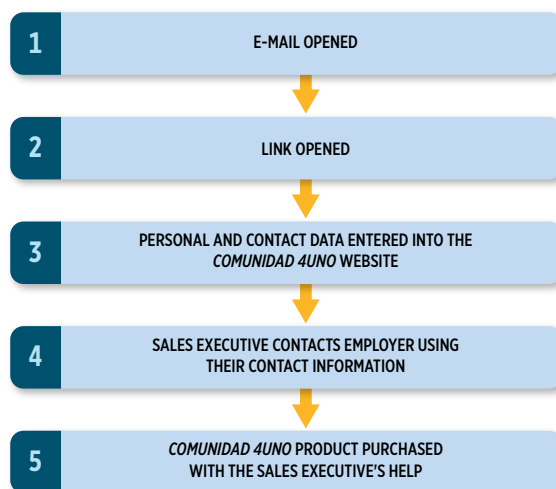 1
E-MAIL OPENED
2
LINK OPENED
3
PERSONAL AND CONTACT DATA ENTERED INTO THE
COMUNIDAD 4UNO WEBSITE
4
SALES EXECUTIVE CONTACTS EMPLOYER USING
THEIR CONTACT INFORMATION
5
COMUNIDAD 4UNO PRODUCT PURCHASED
WITH THE SALES EXECUTIVE'S HELP